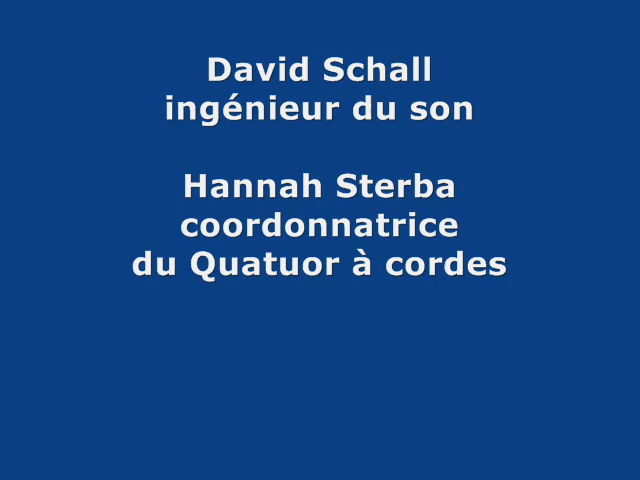 David Schall
ingénieur du son
Hannah Sterba
coordonnatrice
du Quatuor à cordes